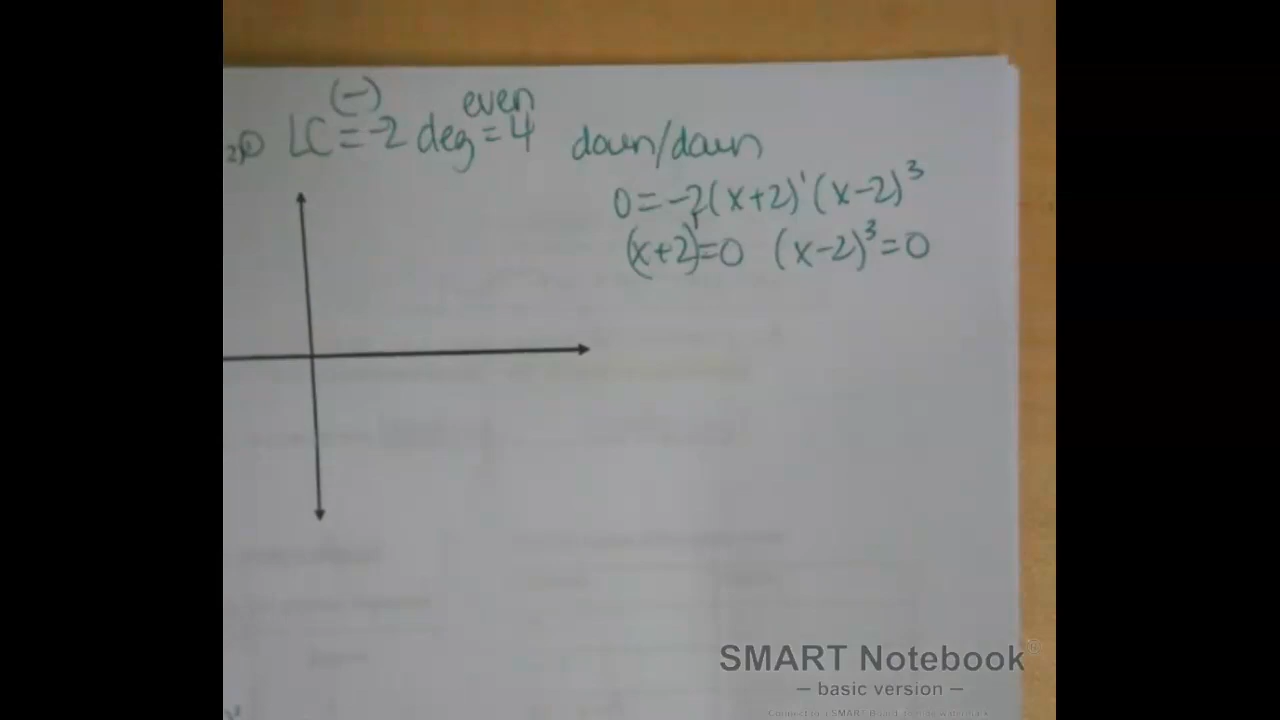 (-) even
LC = -2 deg = 4 down/down
0 = -2(x+2)¹(x-2)³
(x+2)¹=0 (x-2)³=0
SMART Notebook®
— basic version —